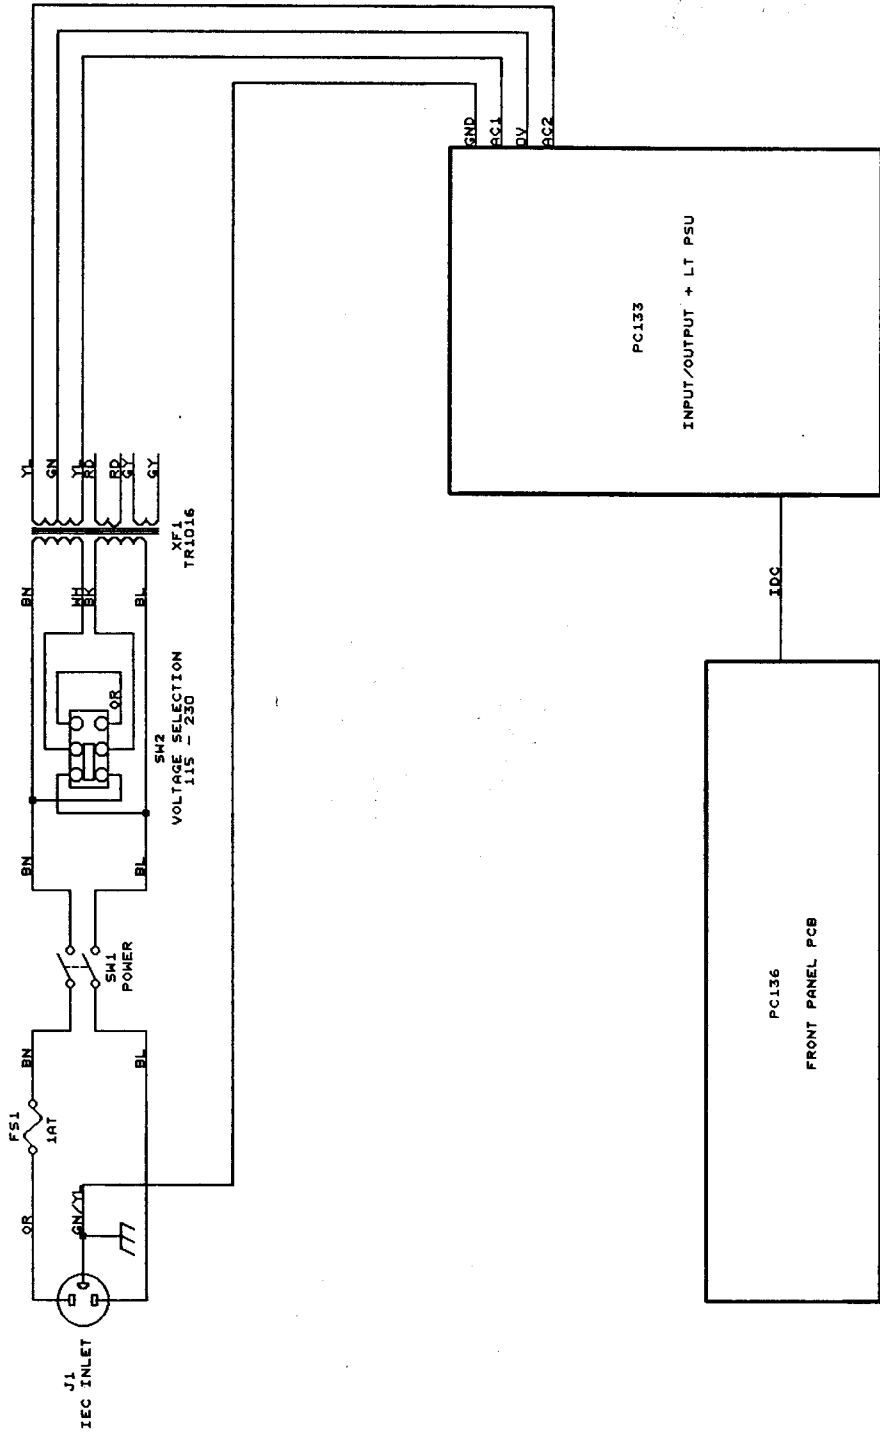 J1
IEC INLET
OR
GN/YL
FS1
1AT
BN
BL
SW1
POWER
BN
BL
SW2
VOLTAGE SELECTION
115 - 230
OR
BN
WH
BK
BL
XF1
TR1016
YL
GN
YL
RD
RD
GY
GY
GND
AC1
0V
AC2
PC133
INPUT/OUTPUT + LT PSU
IDC
PC136
FRONT PANEL PCB